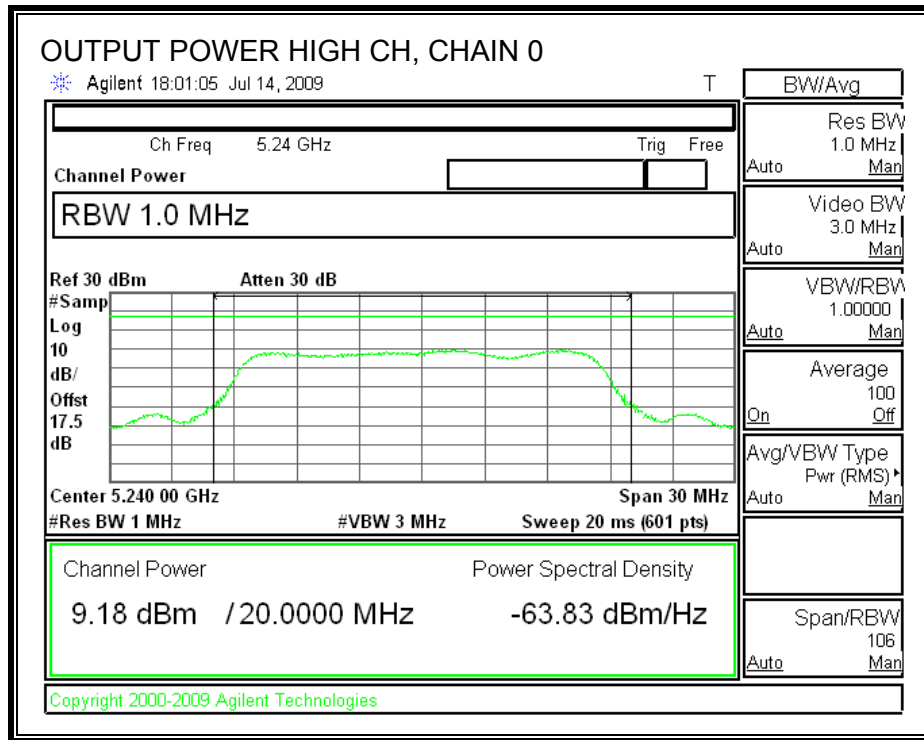 OUTPUT POWER HIGH CH, CHAIN 0
Agilent 18:01:05 Jul 14, 2009 T
Ch Freq 5.24 GHz Trig Free
Channel Power
RBW 1.0 MHz
Ref 30 dBm Atten 30 dB
#Samp
Log
10
dB/
Offst
17.5
dB
Center 5.240 00 GHz Span 30 MHz
#Res BW 1 MHz #VBW 3 MHz Sweep 20 ms (601 pts)
Channel Power Power Spectral Density
9.18 dBm /20.0000 MHz -63.83 dBm/Hz
Copyright 2000-2009 Agilent Technologies
BW/Avg
Res BW
1.0 MHz
Auto Man
Video BW
3.0 MHz
Auto Man
VBW/RBW
1.00000
Auto Man
Average
100
On Off
Avg/VBW Type
Pwr (RMS)
Auto Man
Span/RBW
106
Auto Man